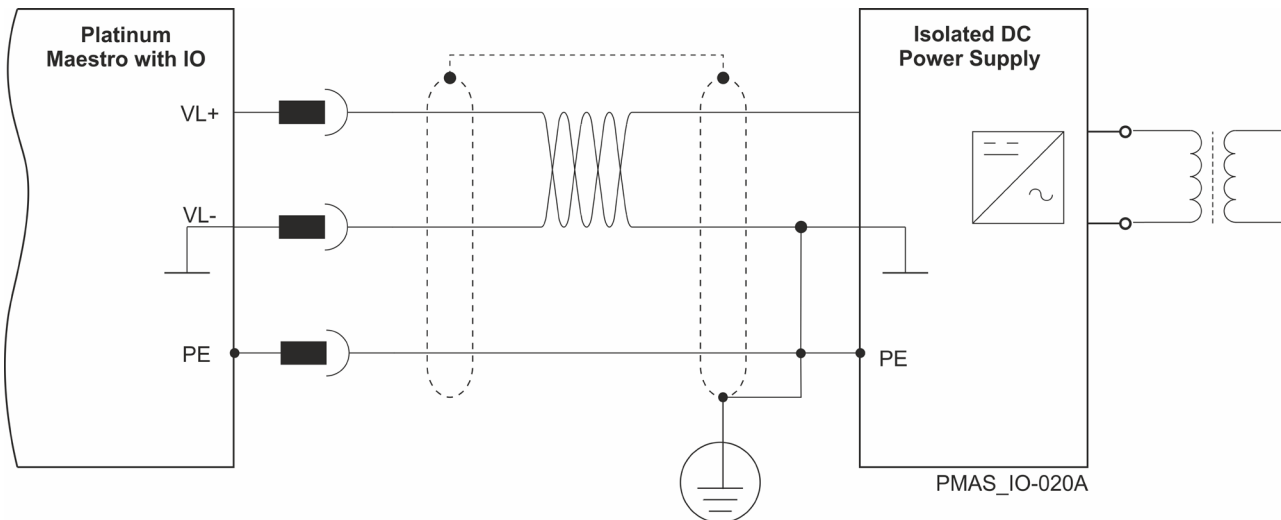 Platinum
Maestro with IO
VL+
VL-
PE
Isolated DC
Power Supply
PE
PMAS_IO-020A